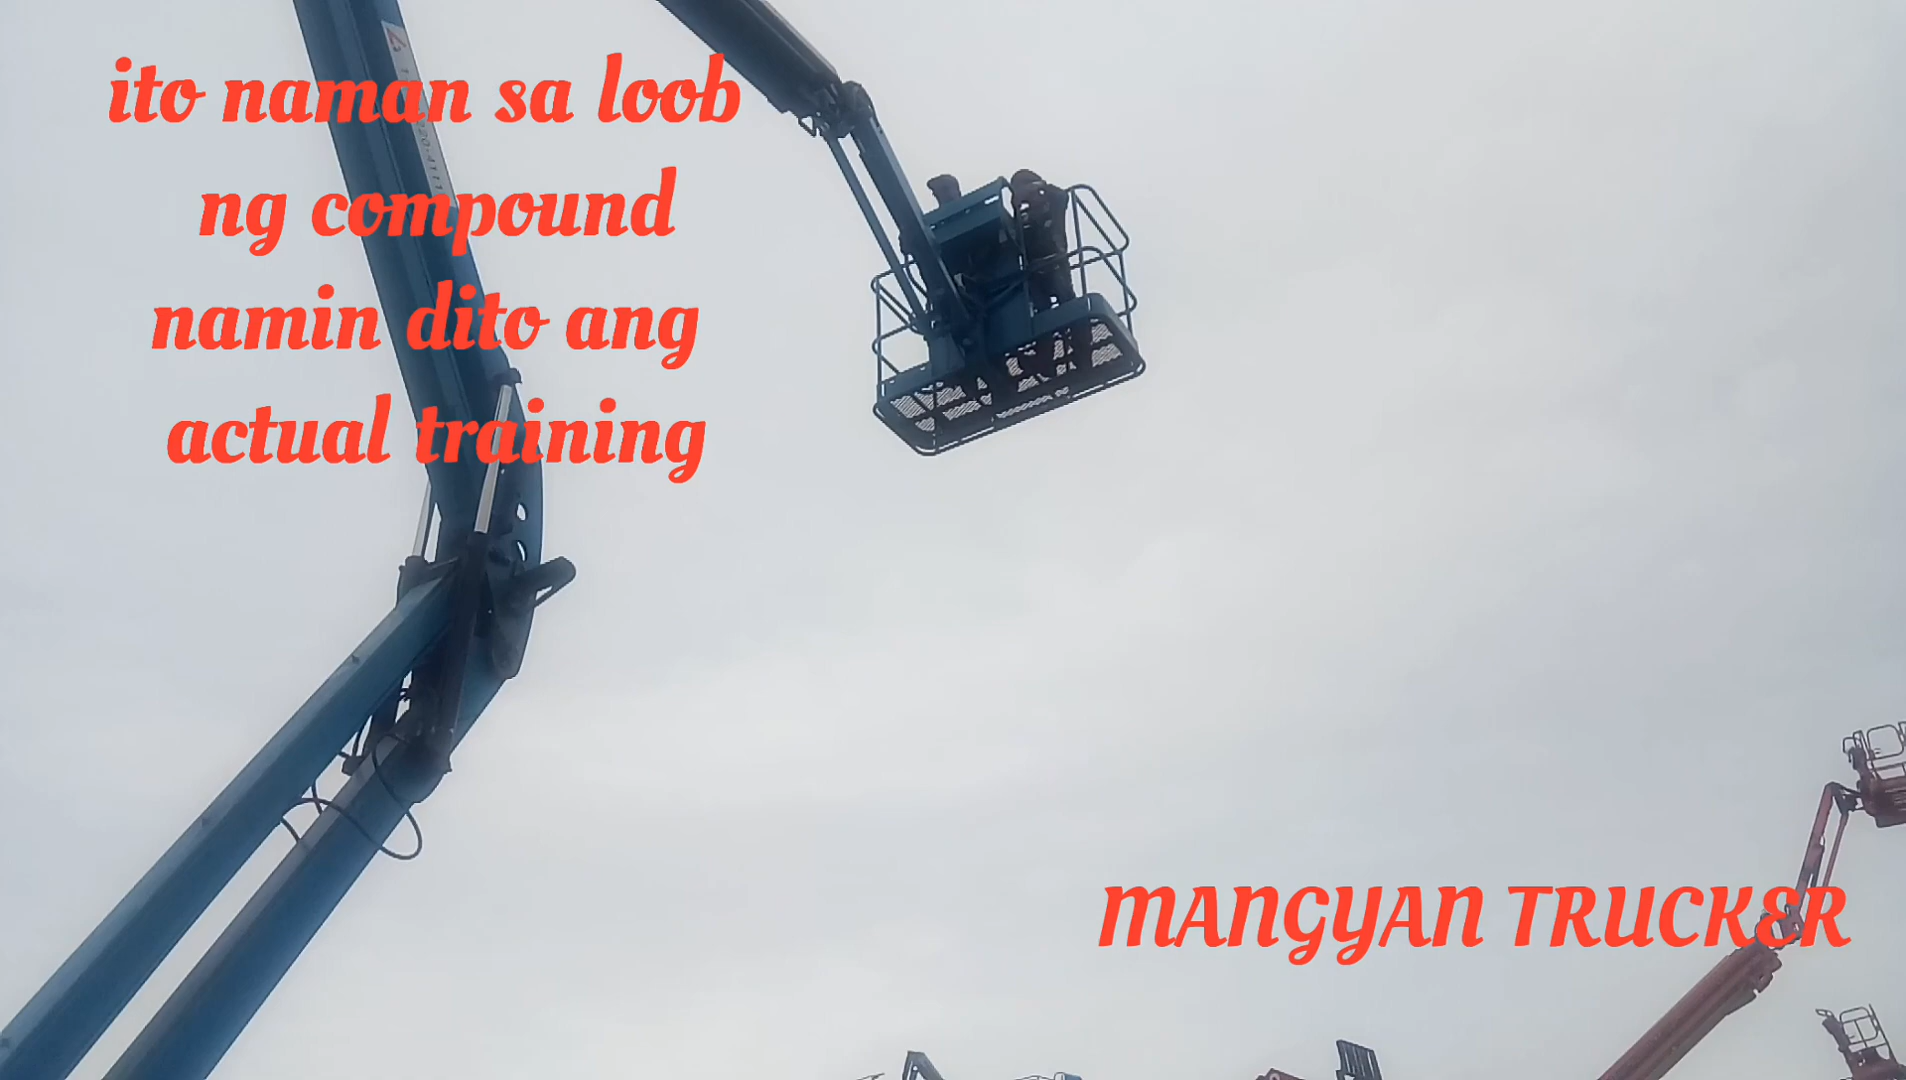 ito naman sa loob
ng compound
namin dito ang
actual training
MANGYAN TRUCKER